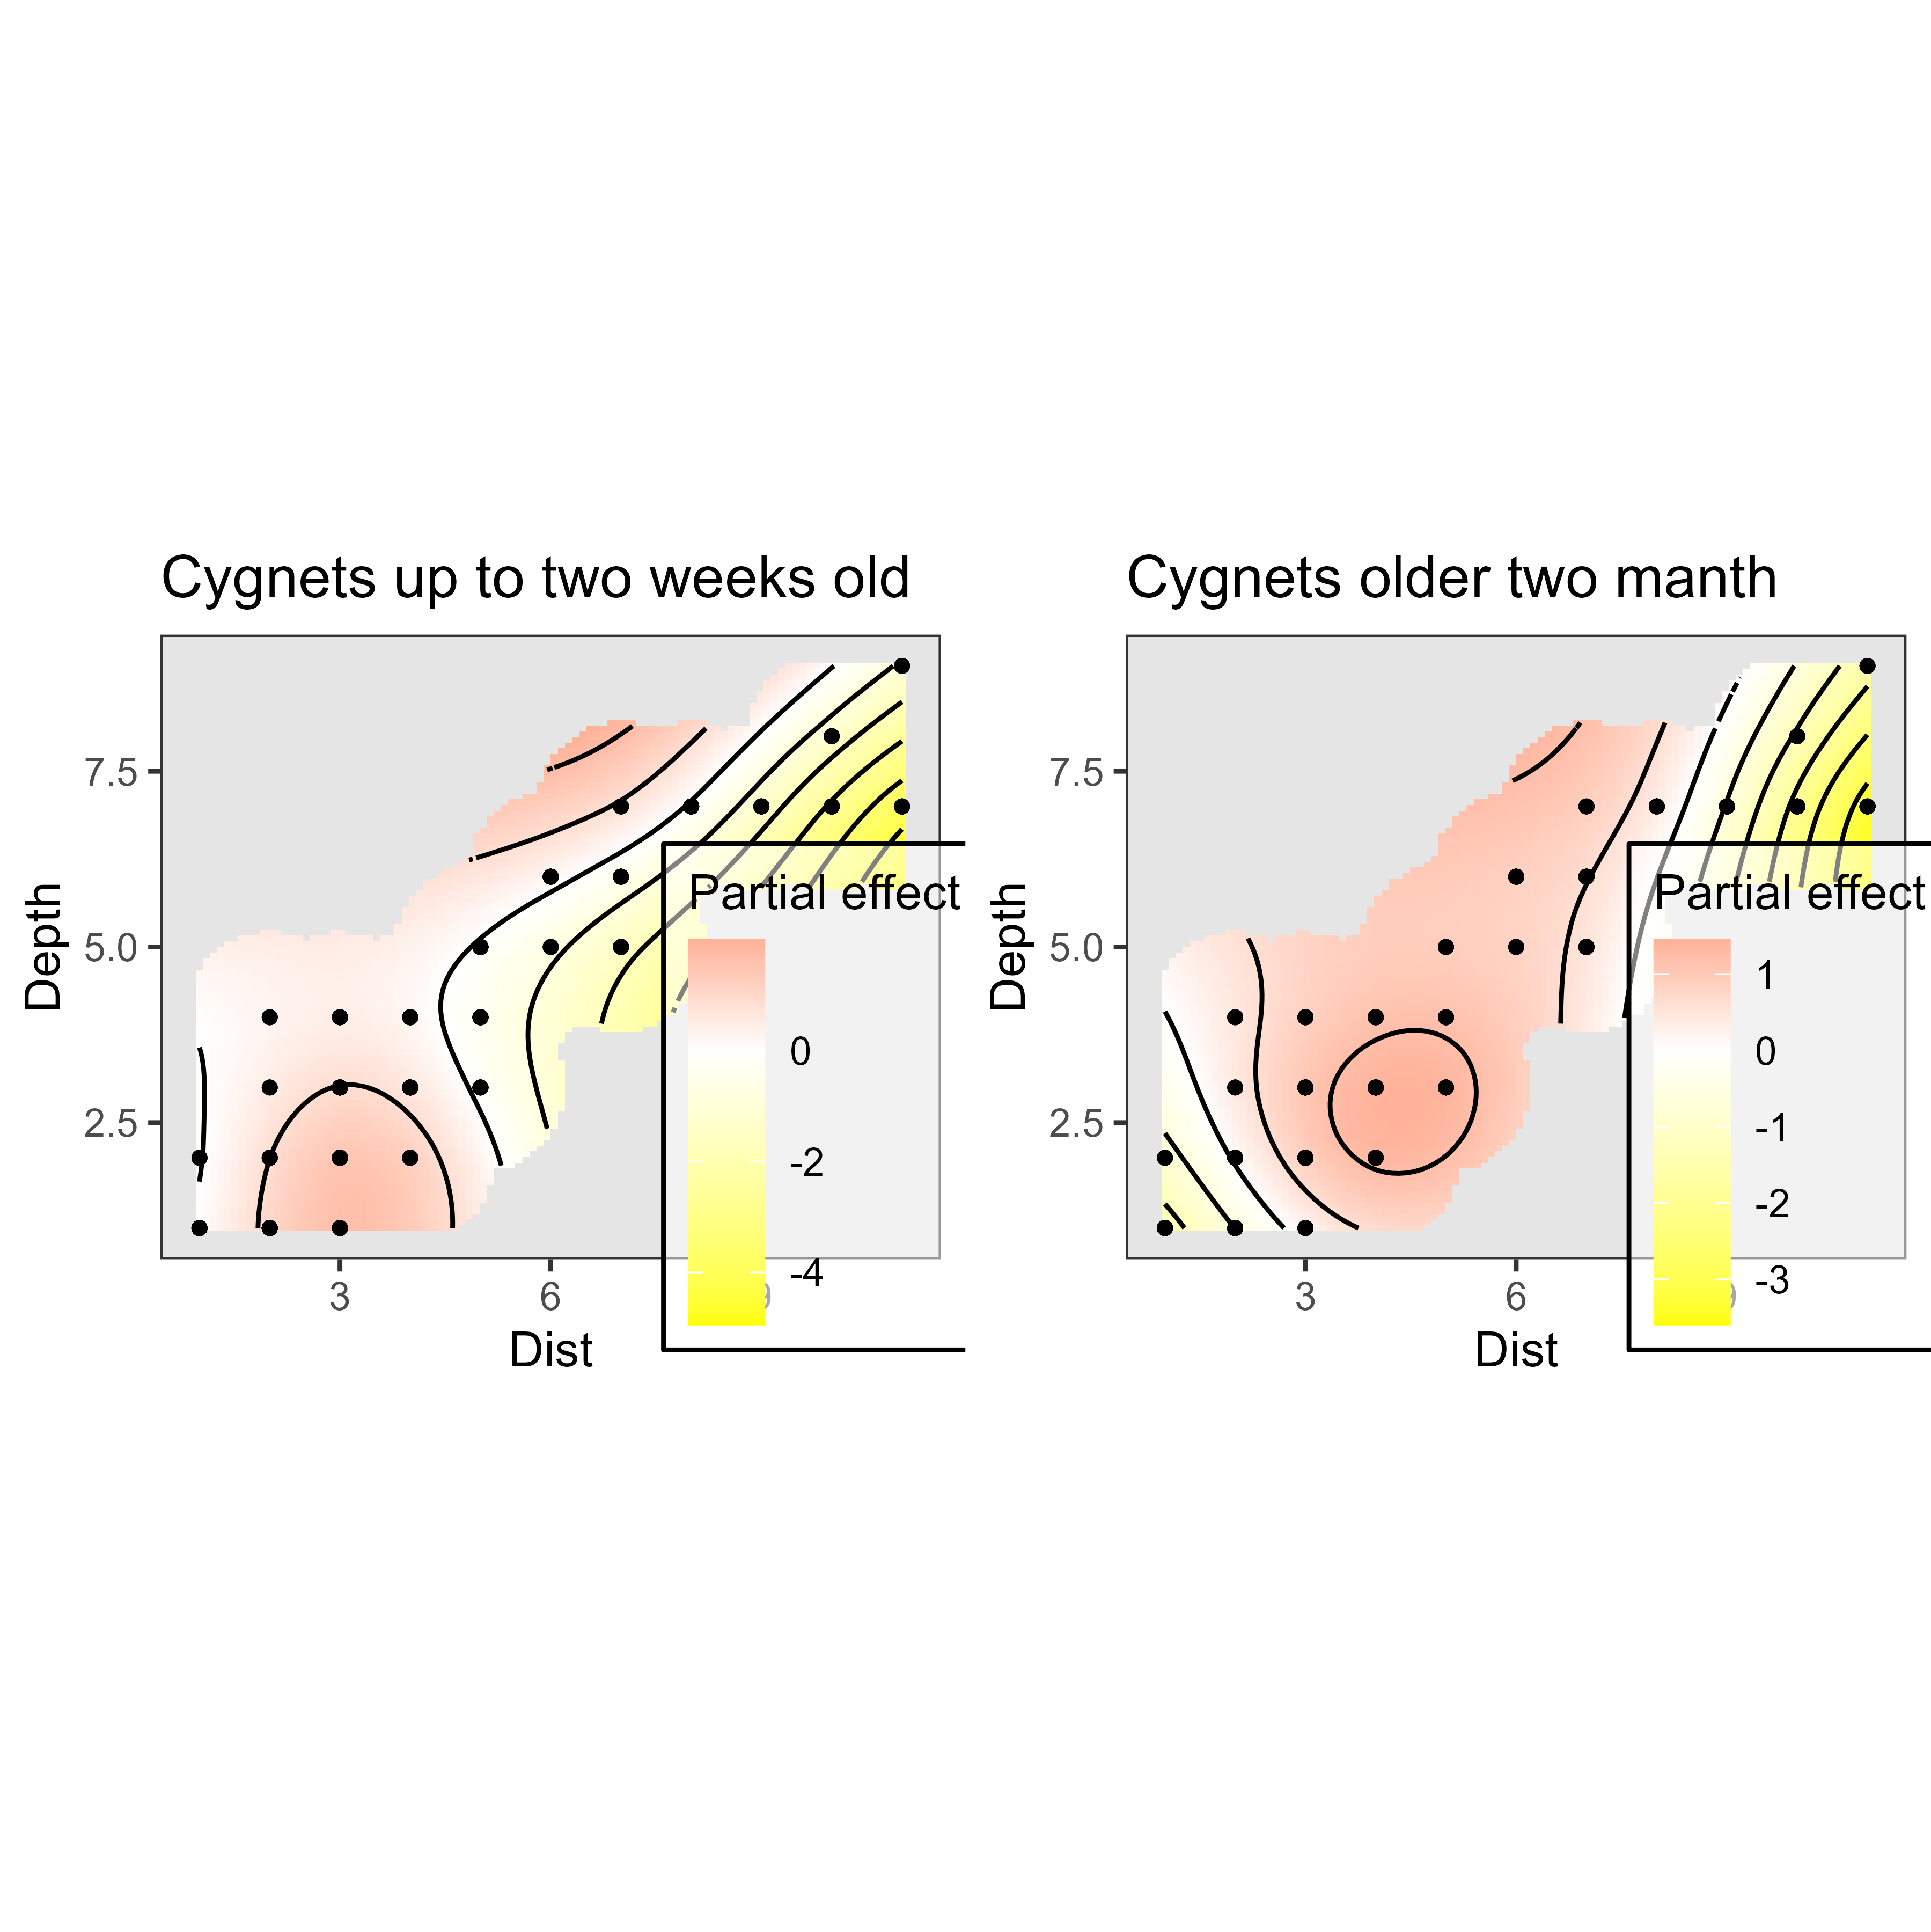 Cygnets up to two weeks old
Depth
7.5
5.0
2.5
3
6
Dist
Partial effect
0
-2
-4
Cygnets older two manth
Depth
7.5
5.0
2.5
3
6
Dist
Partial effect
1
0
-1
-2
-3